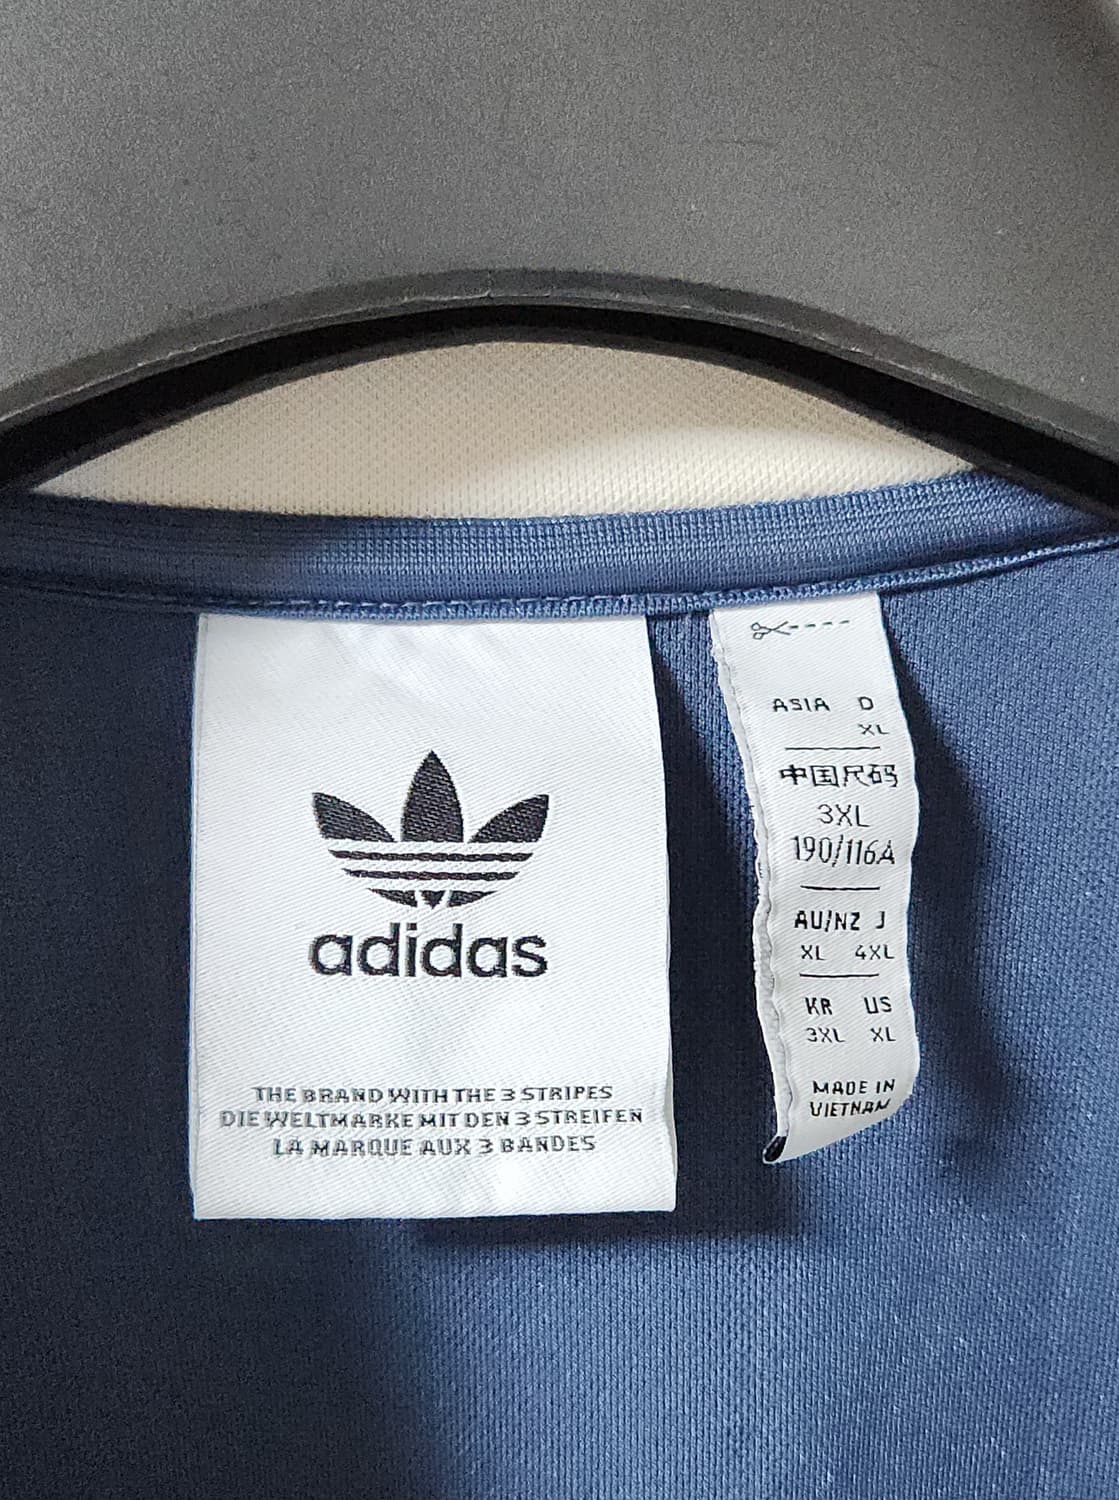 adidas
THE BRAND WITH THE 3 STRIPES
DIE WELTMARKE MIT DEN 3 STREIFEN
LA MARQUE AUX 3 BANDES
ASIA D
XL
中国尺码
3XL
190/116A
AU/NZ J
XL 4XL
KR US
3XL XL
MADE IN
VIETNAM